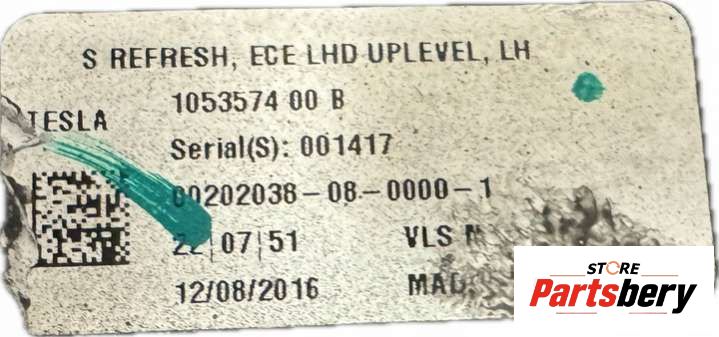 S REFRESH, ECE LHD UPLEVEL, LH
1053574 00 B
TESLA
Serial(S): 001417
00202038-08-0000-1
22|07|51 VLS
12/08/2016
STORE
Partsbery